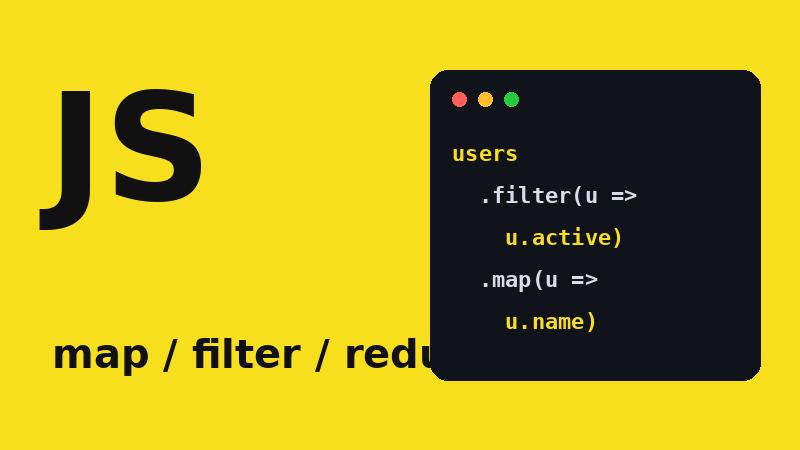 JS
map / filter / redu
users
.filter(u =>
u.active)
.map(u =>
u.name)